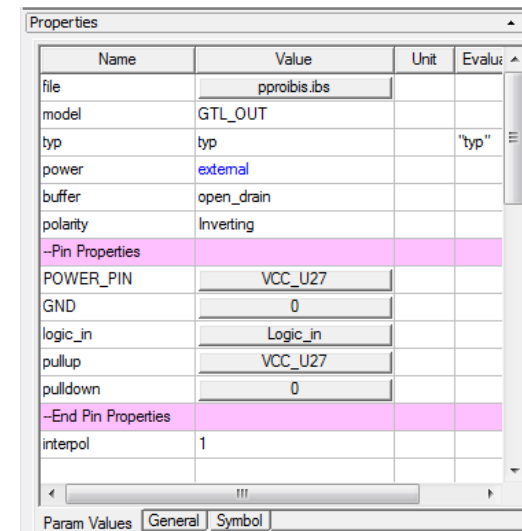 Properties
Name Value Unit Evalua
file pproibis.ibs
model GTL_OUT
typ typ "typ"
power external
buffer open_drain
polarity Inverting
--Pin Properties
POWER_PIN VCC_U27
GND 0
logic_in Logic_in
pullup VCC_U27
pulldown 0
--End Pin Properties
interpol 1
Param Values General Symbol